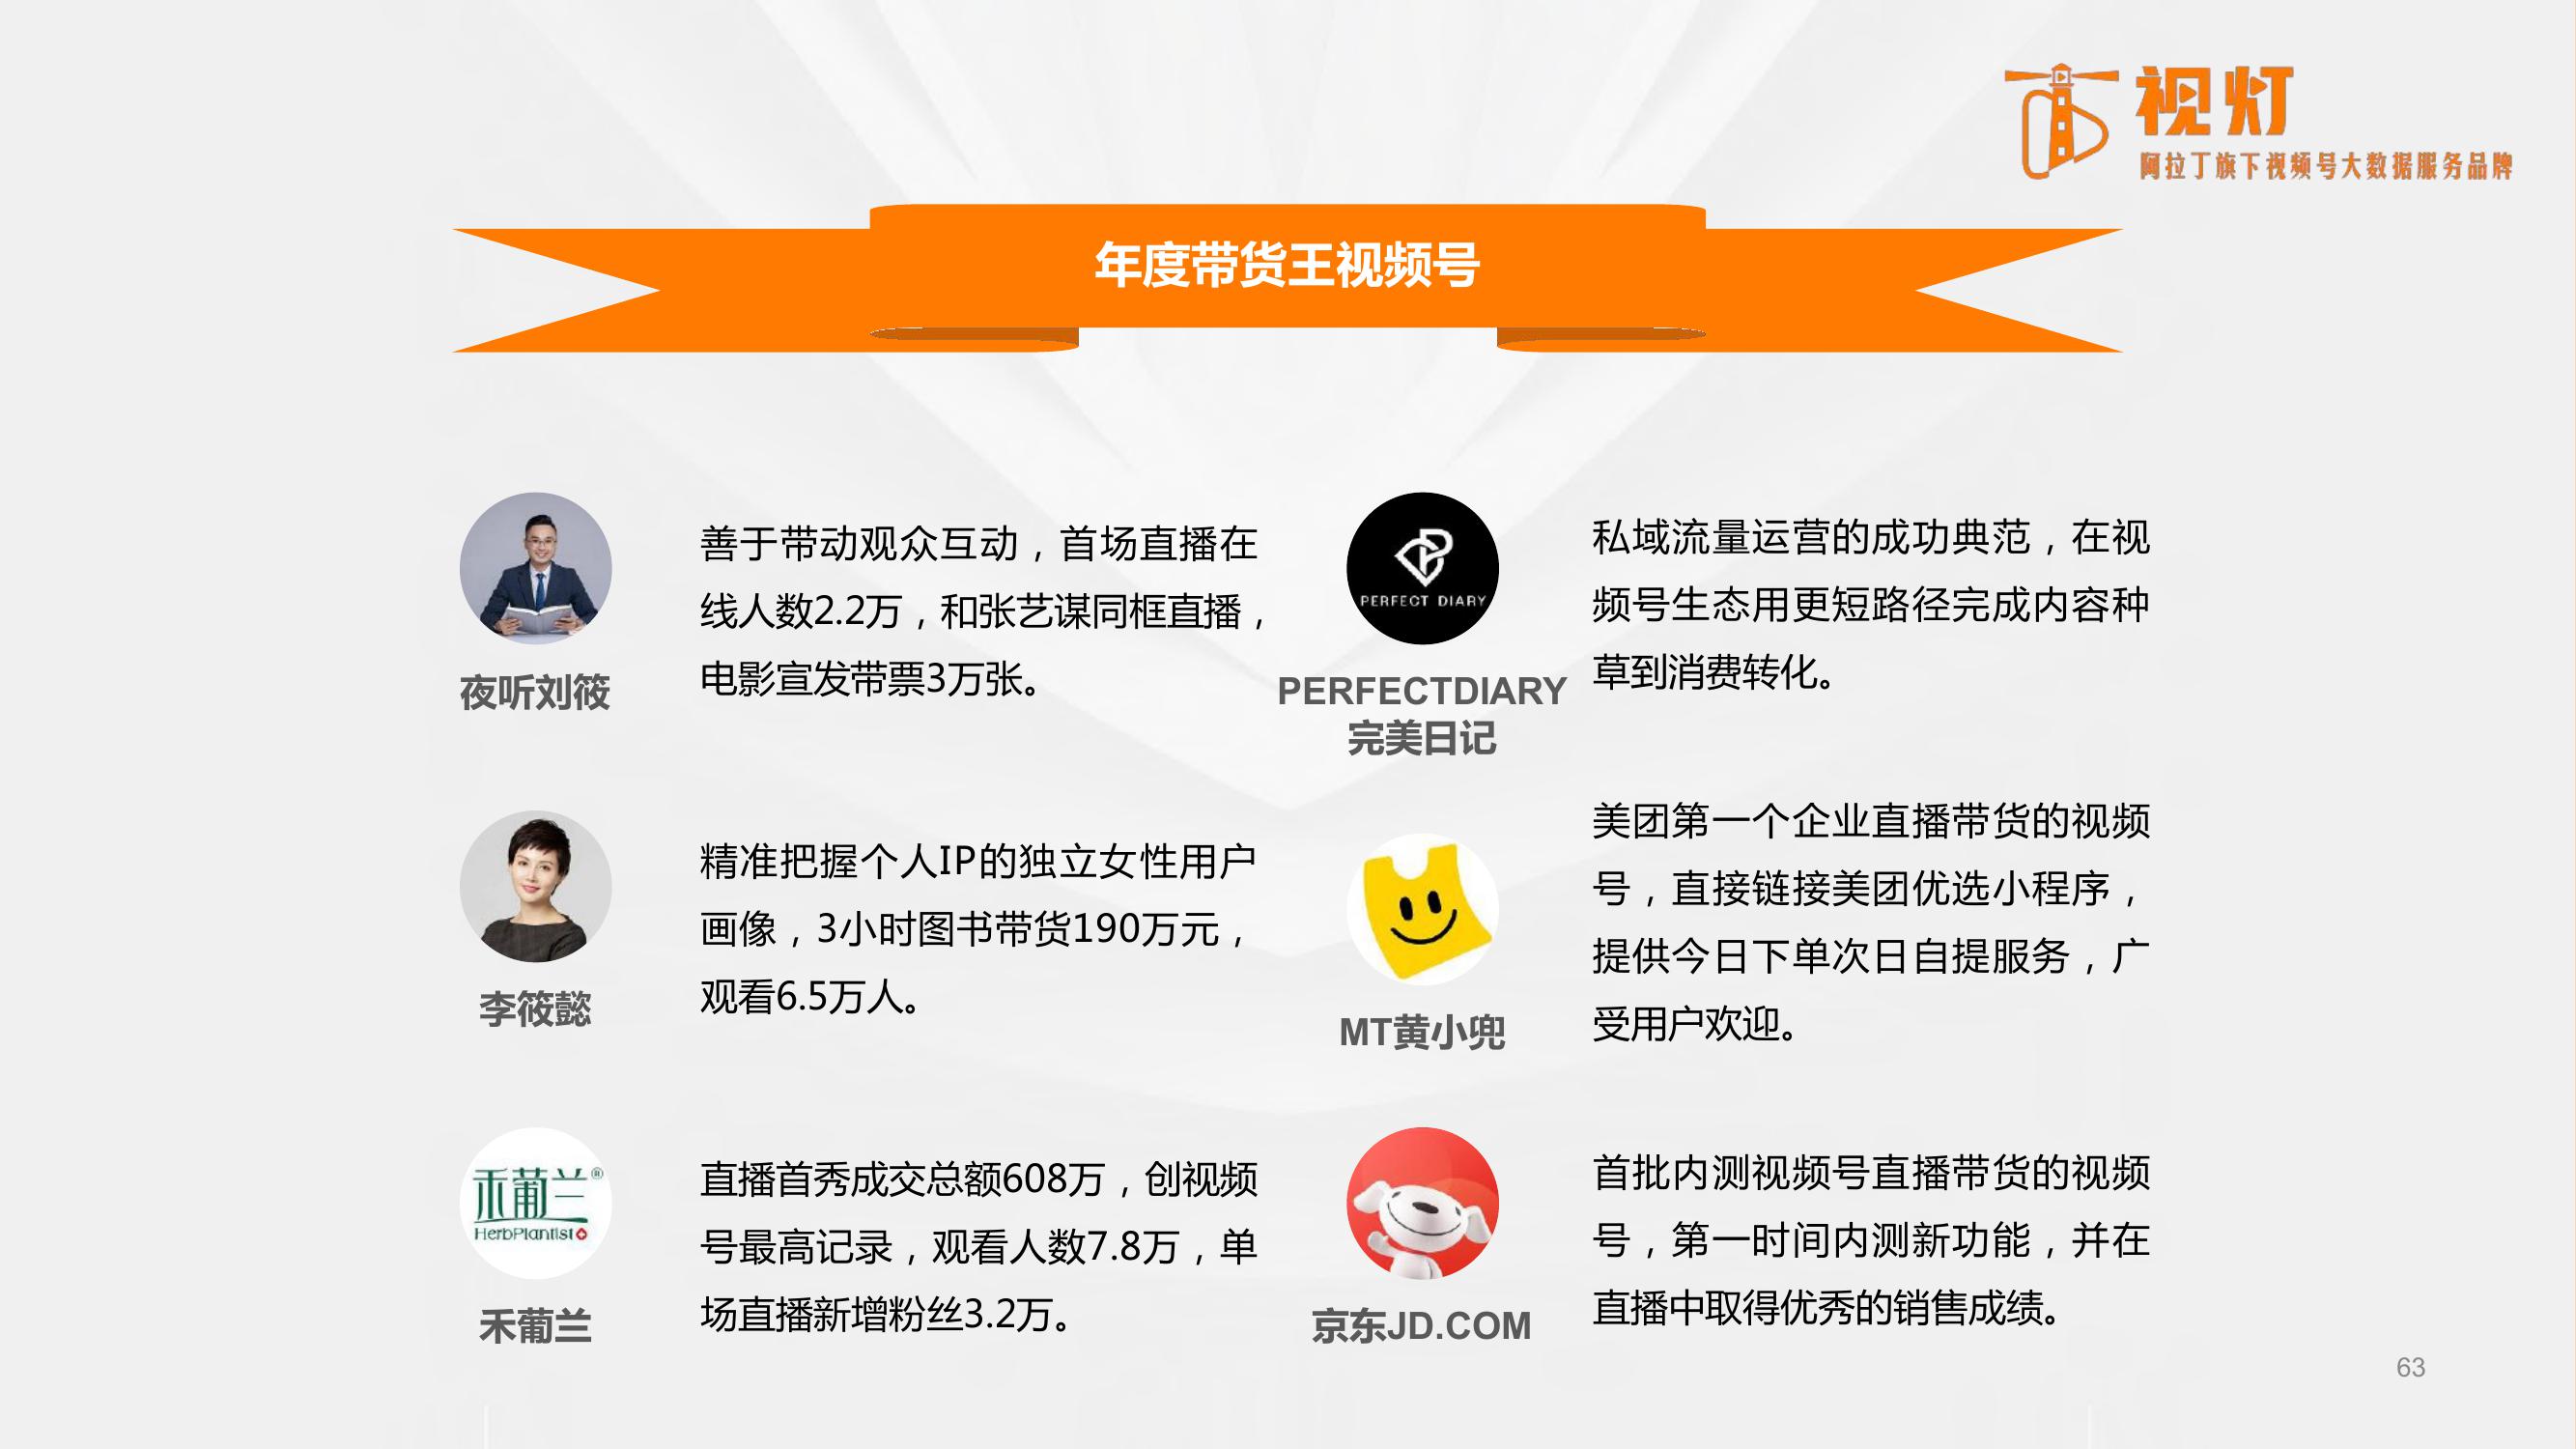 视灯
阿拉丁旗下视频号大数据服务品牌
年度带货王视频号
夜听刘筱
善于带动观众互动，首场直播在
线人数2.2万，和张艺谋同框直播，
电影宣发带票3万张。
PERFECT DIARY
PERFECTDIARY
完美日记
私域流量运营的成功典范，在视
频号生态用更短路径完成内容种
草到消费转化。
李筱懿
精准把握个人IP的独立女性用户
画像，3小时图书带货190万元，
观看6.5万人。
MT黄小兜
美团第一个企业直播带货的视频
号，直接链接美团优选小程序，
提供今日下单次日自提服务，广
受用户欢迎。
禾葡兰®
HerbPlantist
禾葡兰
直播首秀成交总额608万，创视频
号最高记录，观看人数7.8万，单
场直播新增粉丝3.2万。
京东JD.COM
首批内测视频号直播带货的视频
号，第一时间内测新功能，并在
直播中取得优秀的销售成绩。
63